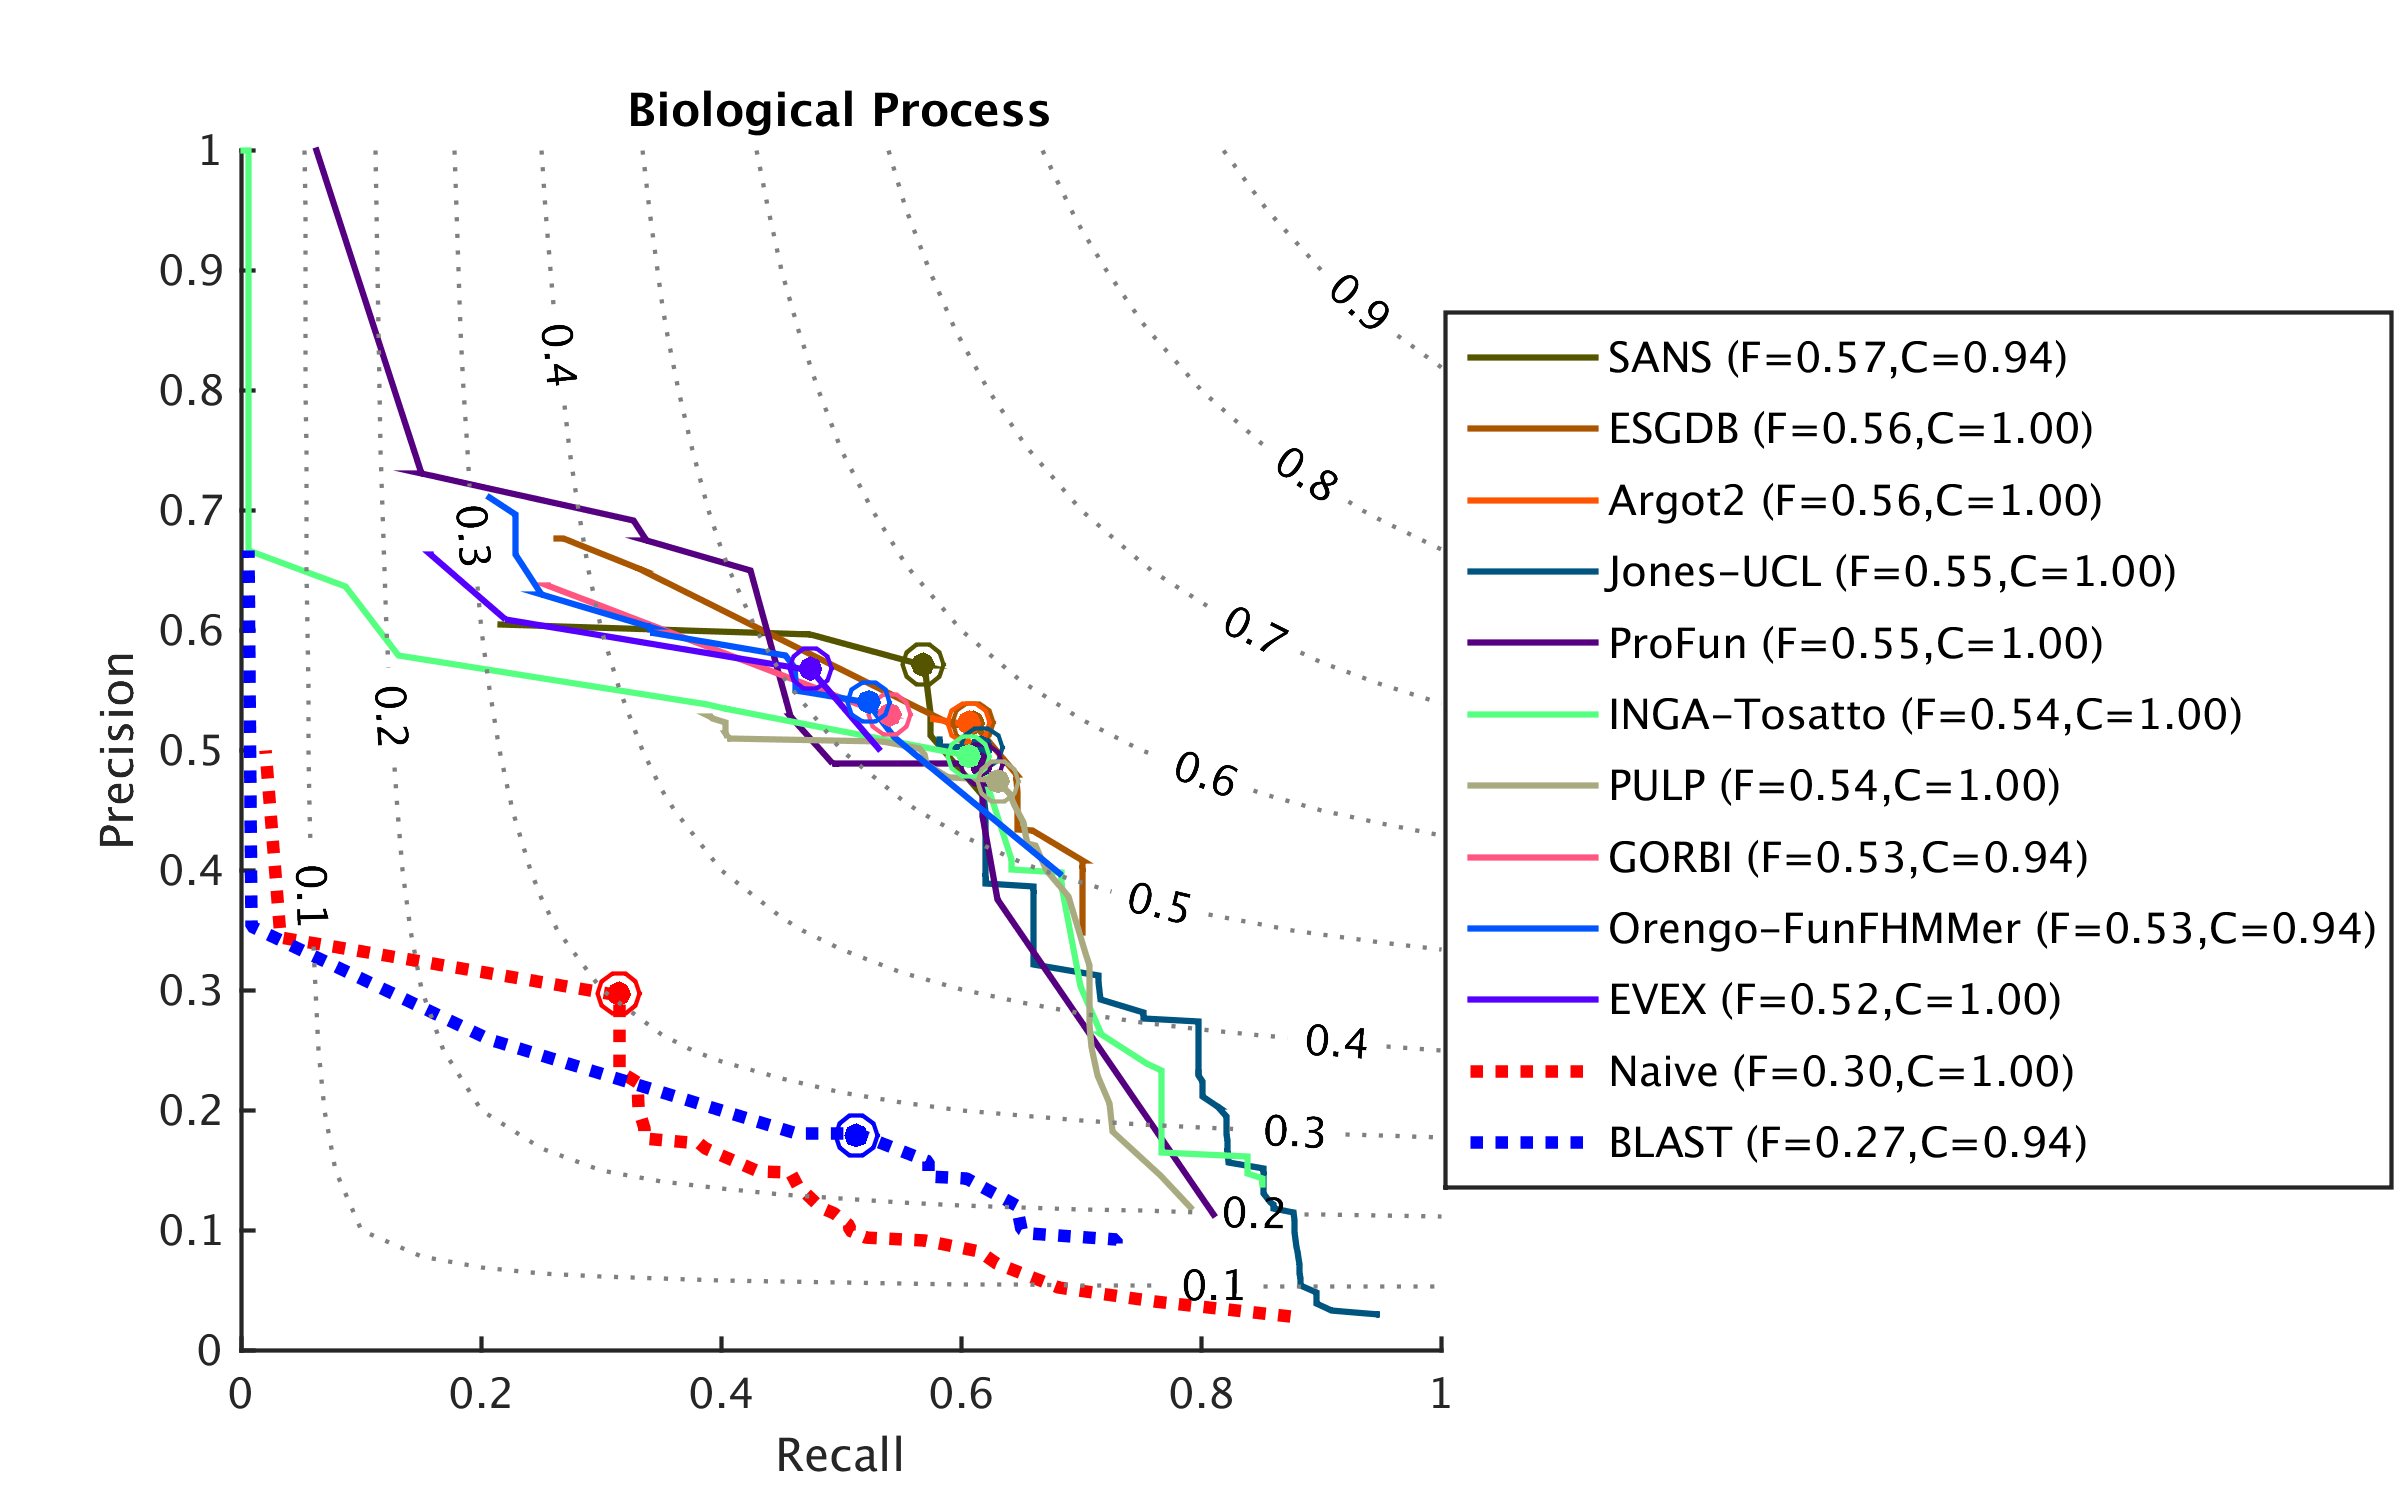 Biological Process
Precision
1
0.9
0.8
0.7
0.6
0.5
0.4
0.3
0.2
0.1
0
0
0.2
0.4
0.6
0.8
1
Recall
0.1
0.2
0.3
0.4
0.9
0.8
0.7
0.6
0.5
0.4
0.3
0.2
0.1
SANS (F=0.57,C=0.94)
ESGDB (F=0.56,C=1.00)
Argot2 (F=0.56,C=1.00)
Jones-UCL (F=0.55,C=1.00)
ProFun (F=0.55,C=1.00)
INGA-Tosatto (F=0.54,C=1.00)
PULP (F=0.54,C=1.00)
GORBI (F=0.53,C=0.94)
Orengo-FunFHMMer (F=0.53,C=0.94)
EVEX (F=0.52,C=1.00)
Naive (F=0.30,C=1.00)
BLAST (F=0.27,C=0.94)